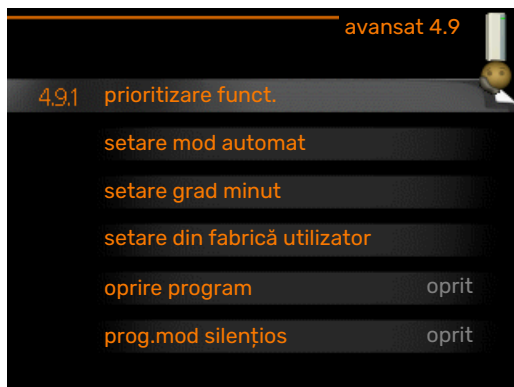 avansat 4.9
4.9.1 prioritizare funct.
setare mod automat
setare grad minut
setare din fabrică utilizator
oprire program oprit
prog.mod silențios oprit